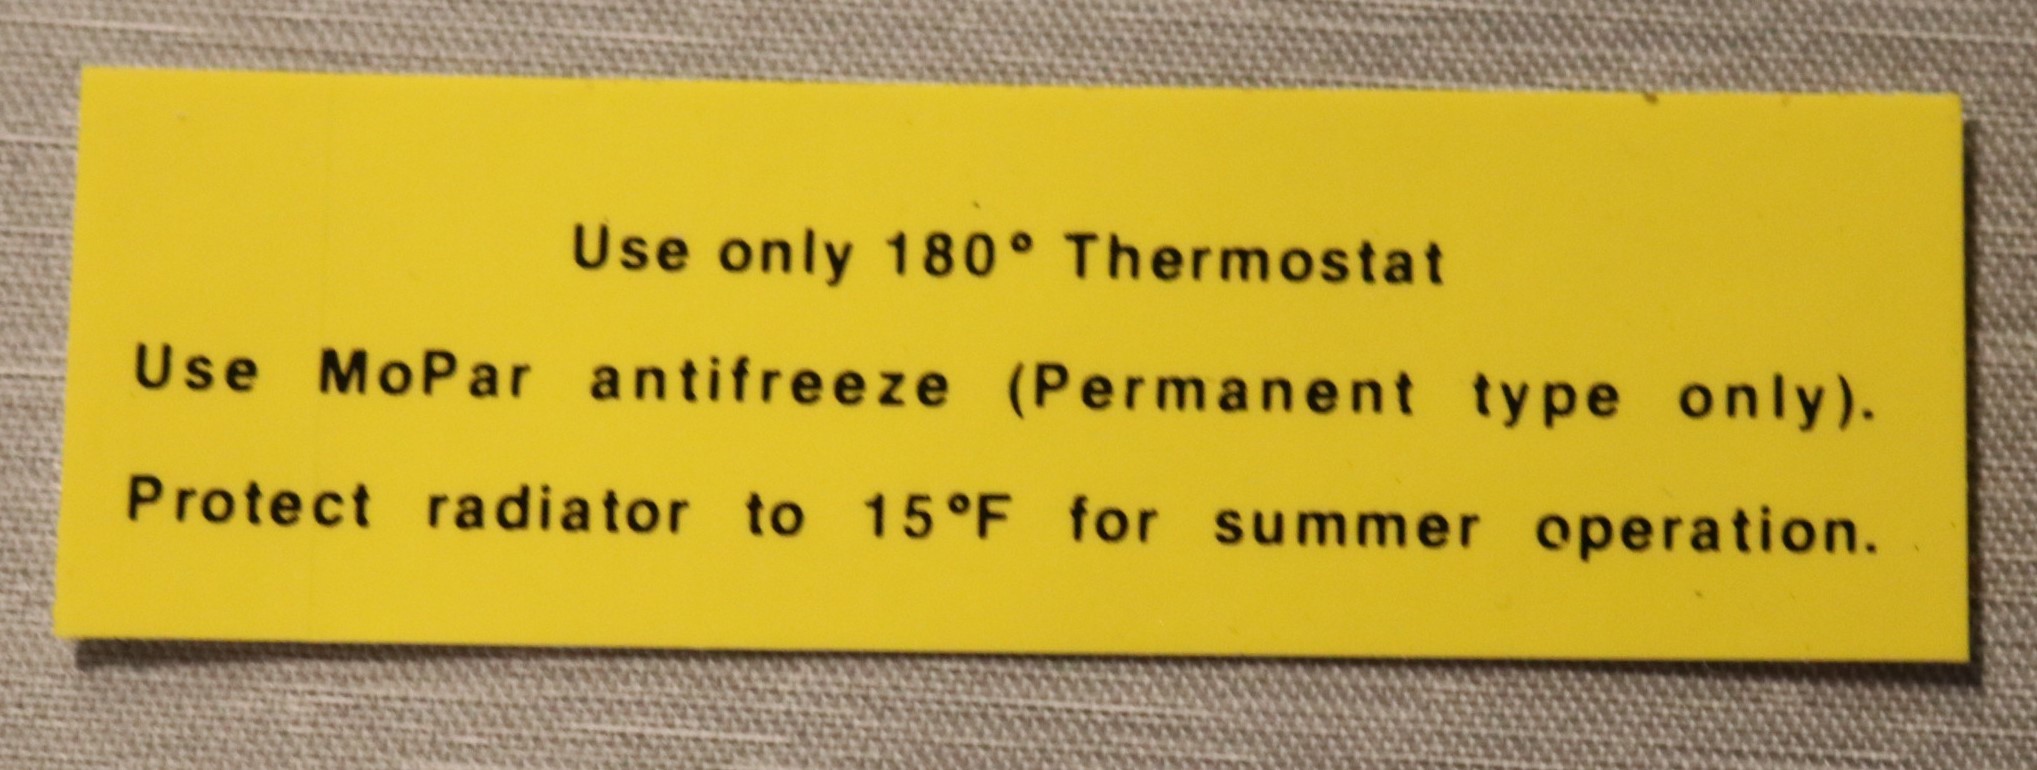 Use only 180° Thermostat
Use MoPar antifreeze (Permanent type only).
Protect radiator to 15°F for summer operation.